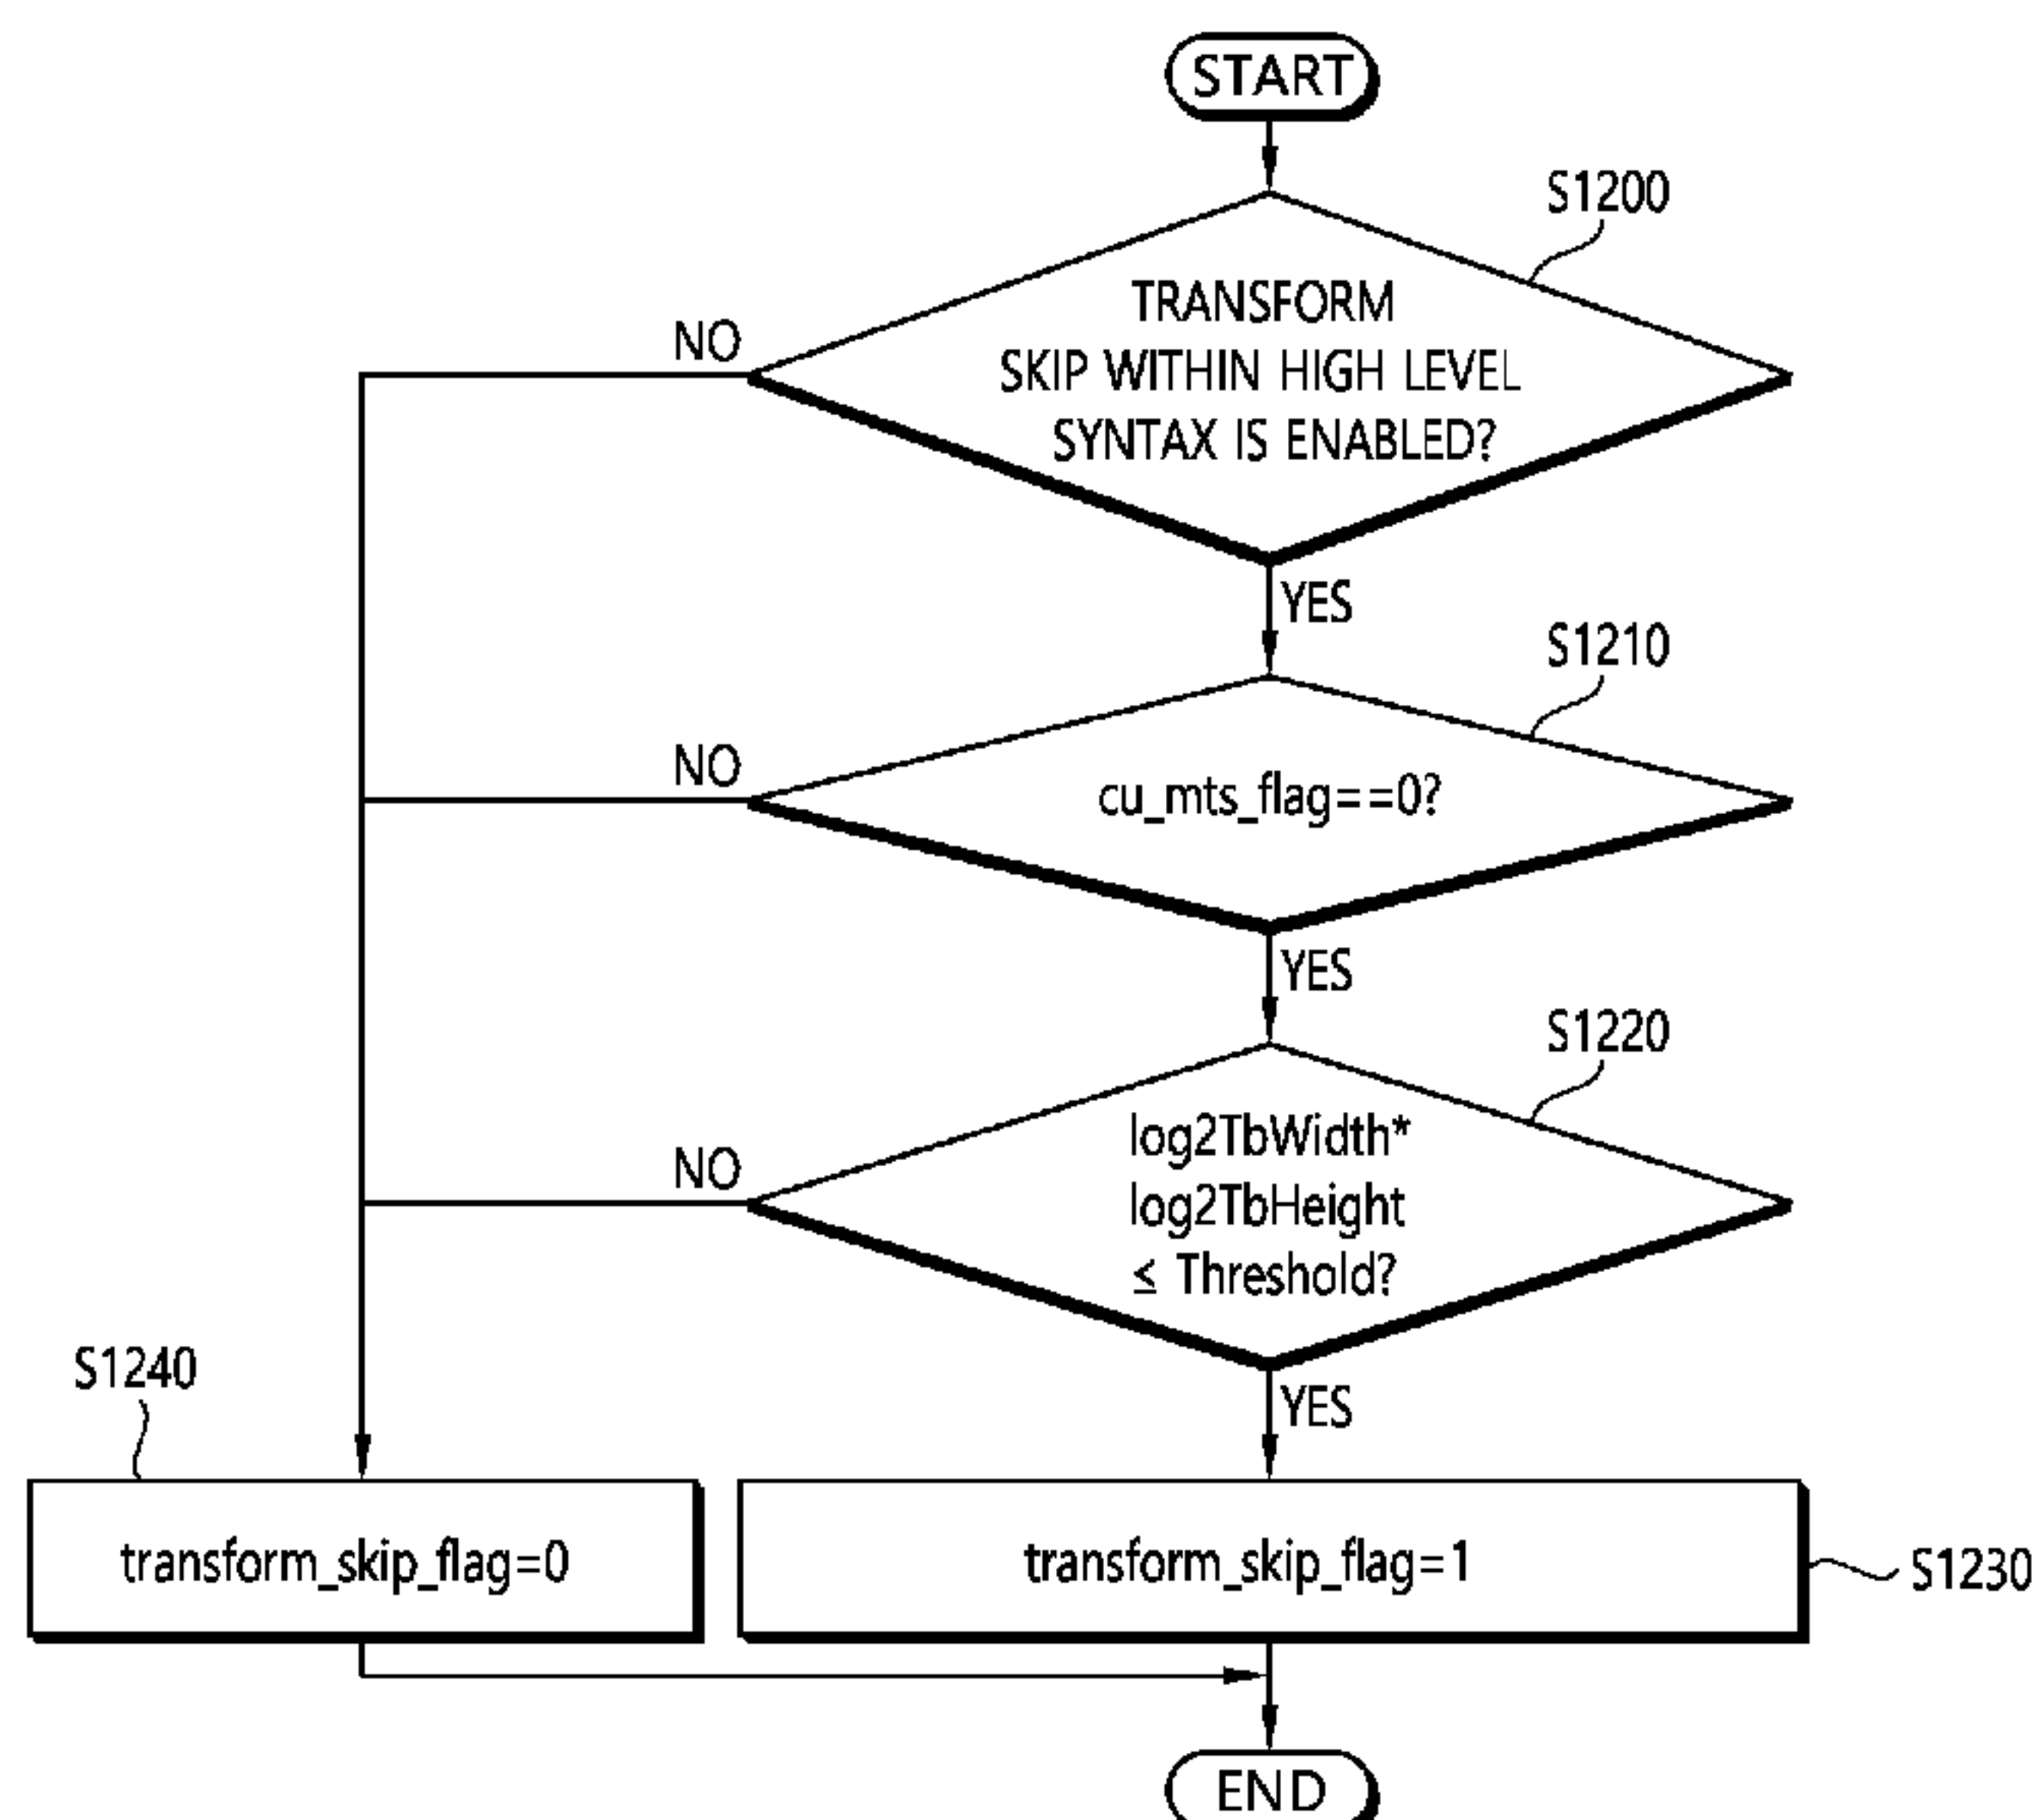 START
S1200
TRANSFORM
SKIP WITHIN HIGH LEVEL
SYNTAX IS ENABLED?
NO
YES
S1210
cu_mts_flag==0?
NO
YES
S1220
log2TbWidth*
log2TbHeight
≤ Threshold?
NO
YES
S1240
transform_skip_flag=0
transform_skip_flag=1
S1230
END